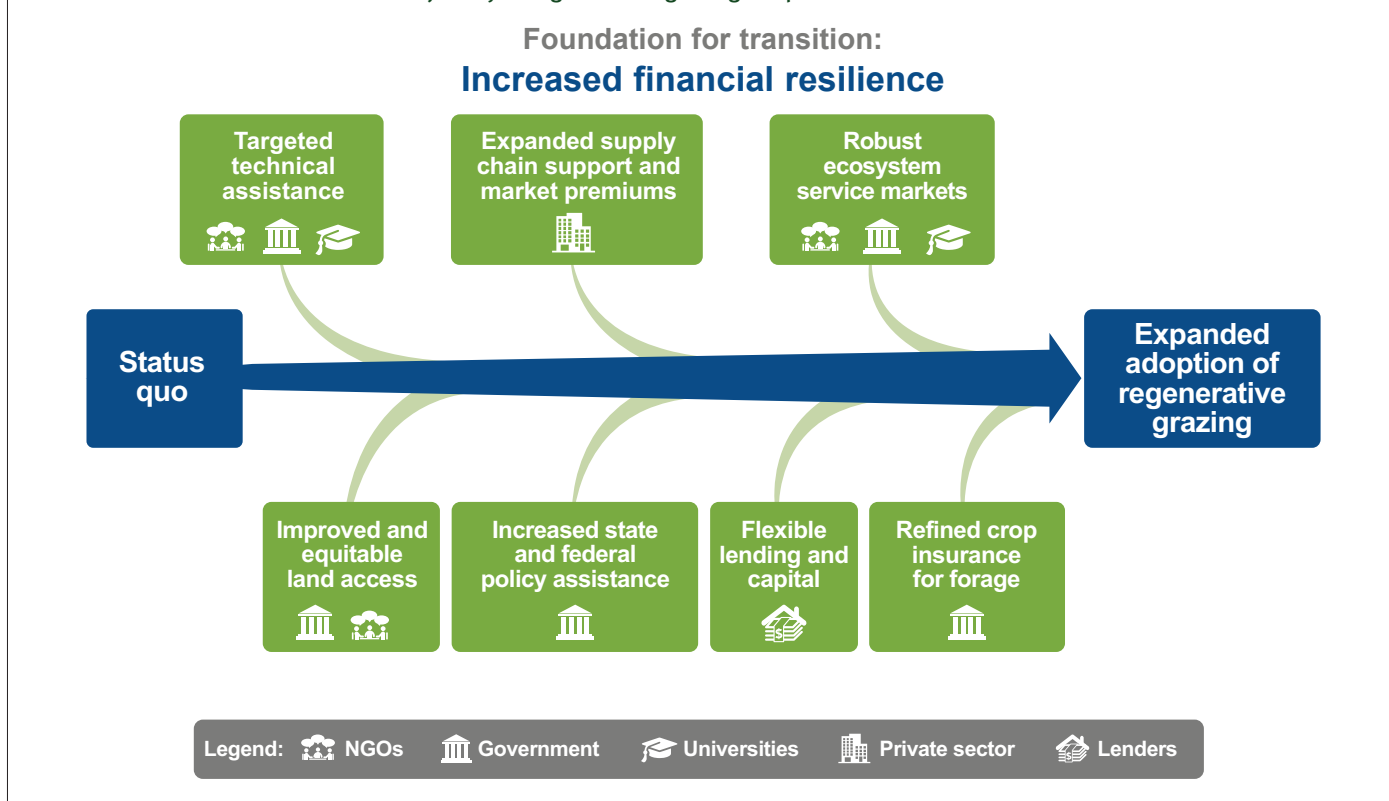 Foundation for transition:
Increased financial resilience
Targeted
technical
assistance
Expanded supply
chain support and
market premiums
Robust
ecosystem
service markets
Status
quo
Expanded
adoption of
regenerative
grazing
Improved and
equitable
land access
Increased state
and federal
policy assistance
Flexible
lending and
capital
Refined crop
insurance
for forage
Legend: NGOs Government Universities Private sector Lenders